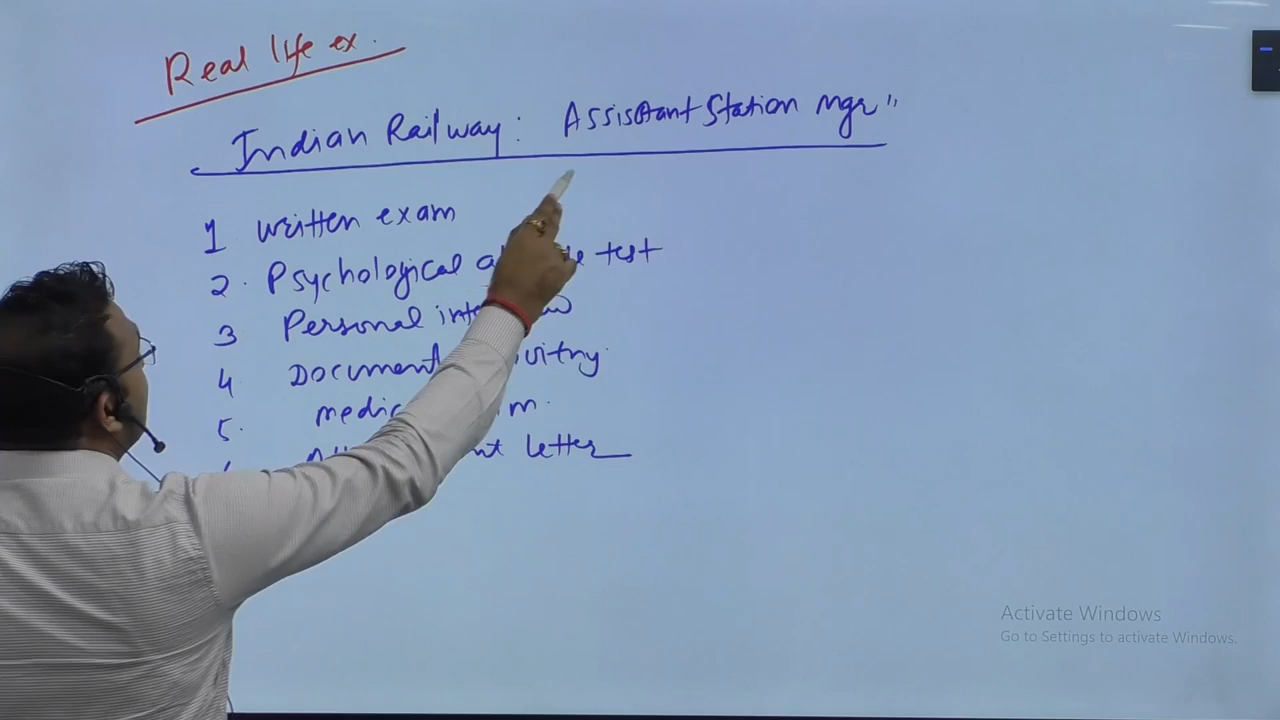 Real life ex.
Indian Railway: Assistant Station Mgr"
1 written exam
2. Psychological test
3 Personal
4 Document
5.
letter
Activate Windows
Go to Settings to activate Windows.